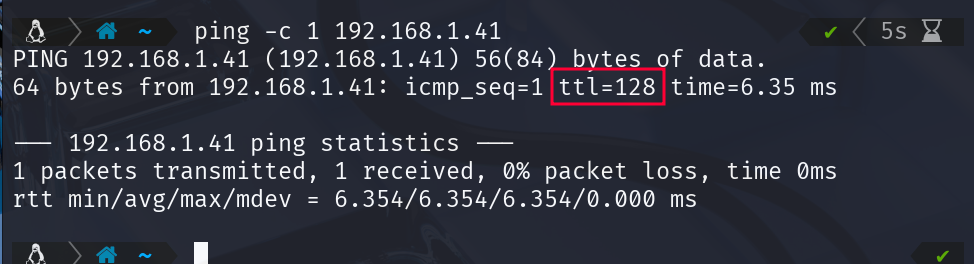 ~ ping -c 1 192.168.1.41 ✔ 5s
PING 192.168.1.41 (192.168.1.41) 56(84) bytes of data.
64 bytes from 192.168.1.41: icmp_seq=1 ttl=128 time=6.35 ms
--- 192.168.1.41 ping statistics ---
1 packets transmitted, 1 received, 0% packet loss, time 0ms
rtt min/avg/max/mdev = 6.354/6.354/6.354/0.000 ms
~ ✔